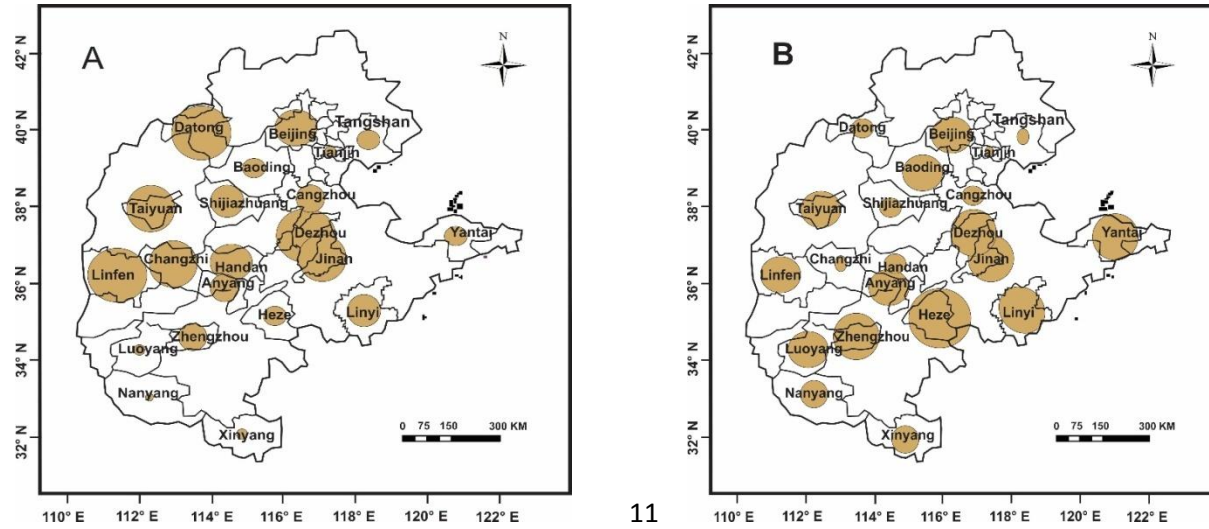 A
N
42° N
40° N
38° N
36° N
34° N
32° N
Datong
Beijing
Tangshan
Tianjin
Baoding
Cangzhou
Taiyuan
Shijiazhuang
Dezhou
Yantai
Changzhi
Jinan
Linfen
Handan
Anyang
Heze
Linyi
Zhengzhou
Luoyang
Nanyang
Xinyang
0 75 150 300 KM
110° E 112° E 114° E 116° E 118° E 120° E 122° E
11
B
N
42° N
40° N
38° N
36° N
34° N
32° N
Datong
Beijing
Tangshan
Tianjin
Baoding
Cangzhou
Taiyuan
Shijiazhuang
Dezhou
Yantai
Changzhi
Jinan
Linfen
Handan
Anyang
Heze
Linyi
Zhengzhou
Luoyang
Nanyang
Xinyang
0 75 150 300 KM
110° E 112° E 114° E 116° E 118° E 120° E 122° E